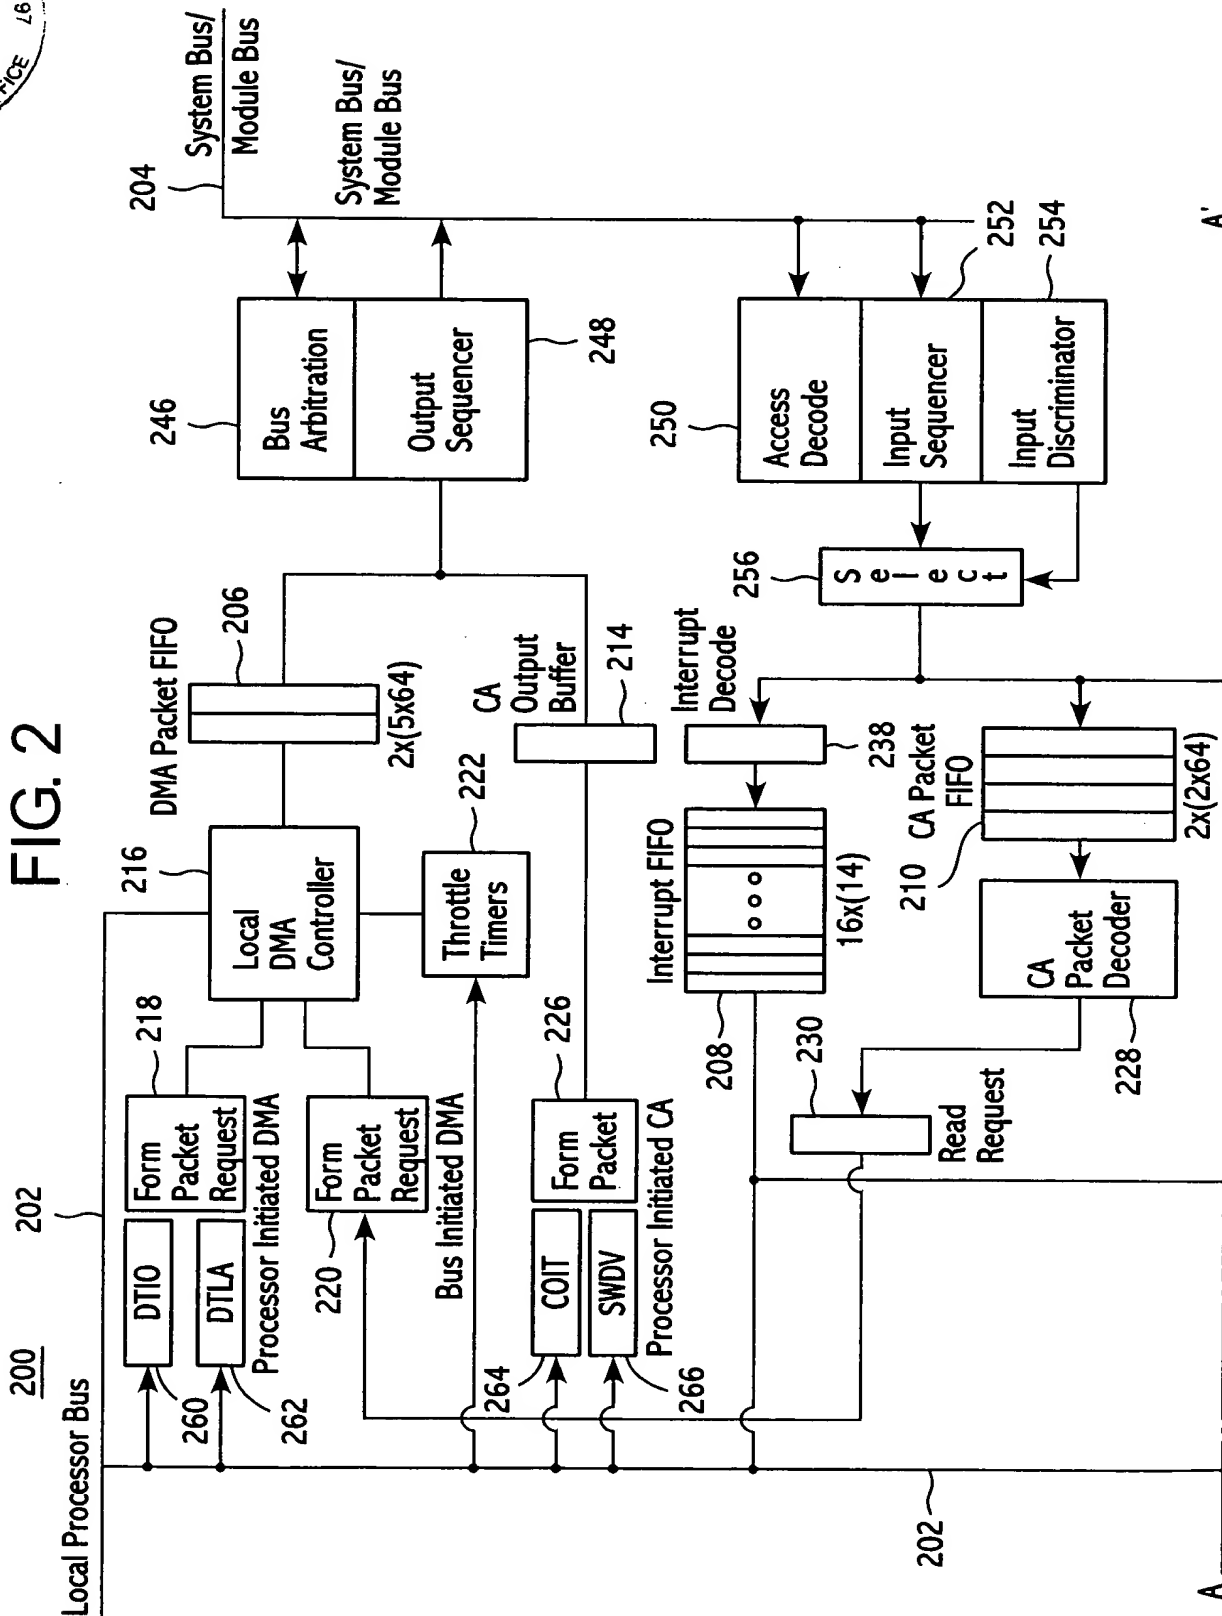 FICE
97
FIG. 2
200
Local Processor Bus
202
System Bus/
Module Bus
204
System Bus/
Module Bus
DTIO
260
DTLA
262
Form
Packet
Request
218
Processor Initiated DMA
Form
Packet
Request
220
Bus Initiated DMA
Local
DMA
Controller
216
DMA Packet FIFO
206
2x(5x64)
Throttle
Timers
222
Bus
Arbitration
246
Output
Sequencer
248
COIT
264
SWDV
266
Form
Packet
226
Processor Initiated CA
CA
Output
Buffer
214
Interrupt FIFO
208
16x(14)
Interrupt
Decode
238
Select
256
Access
Decode
250
Input
Sequencer
252
Input
Discriminator
254
230
Read
Request
CA
Packet
Decoder
228
CA Packet
FIFO
210
2x(2x64)
202
A
A'